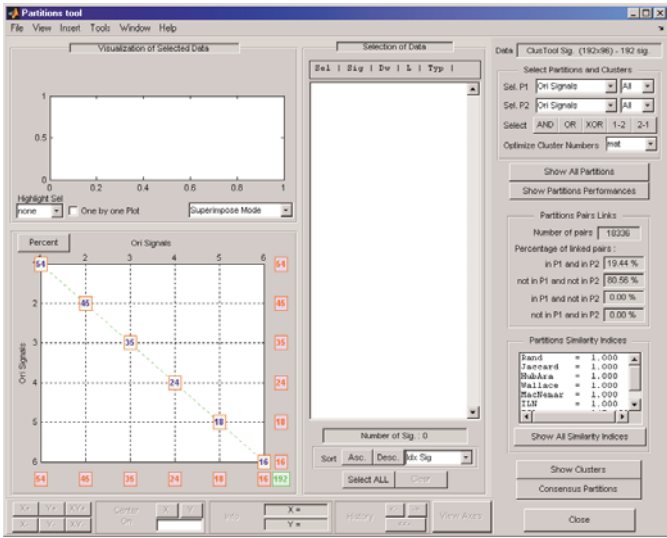 Partitions tool
File View Insert Tools Window Help
Visualization of Selected Data
1
0.5
0
0 0.2 0.4 0.6 0.8 1
Highlight Sel
none
One by one Plot
Superimpose Mode
Percent
Ori Signals
1 2 3 4 5 6
54 54
2 45 45
3 35 35
4 24 24
5 18 18
6 16 16
Ori Signals
54 45 35 24 18 16 192
Selection of Data
Sel | Sig | Dw | L | Typ |
Number of Sig. : 0
Sort Asc. Desc. Idx Sig
Select ALL Clear
Data ClusTool Sig. (192x96) - 192 sig.
Select Partitions and Clusters
Sel. P1 Ori Signals All
Sel. P2 Ori Signals All
Select AND OR XOR 1-2 2-1
Optimize Cluster Numbers mat
Show All Partitions
Show Partitions Performances
Partitions Pairs Links
Number of pairs 18336
Percentage of linked pairs :
in P1 and in P2 19.44 %
not in P1 and not in P2 80.56 %
in P1 and not in P2 0.00 %
not in P1 and in P2 0.00 %
Partitions Similarity Indices
Rand = 1.000
Jaccard = 1.000
HubAra = 1.000
Wallace = 1.000
MacNemar = 1.000
ILN = 1.000
Show All Similarity Indices
Show Clusters
Consensus Partitions
Close
X+ Y+ XY+
X- Y- XY-
Center On X Y
Info X =
Y =
History
View Axes